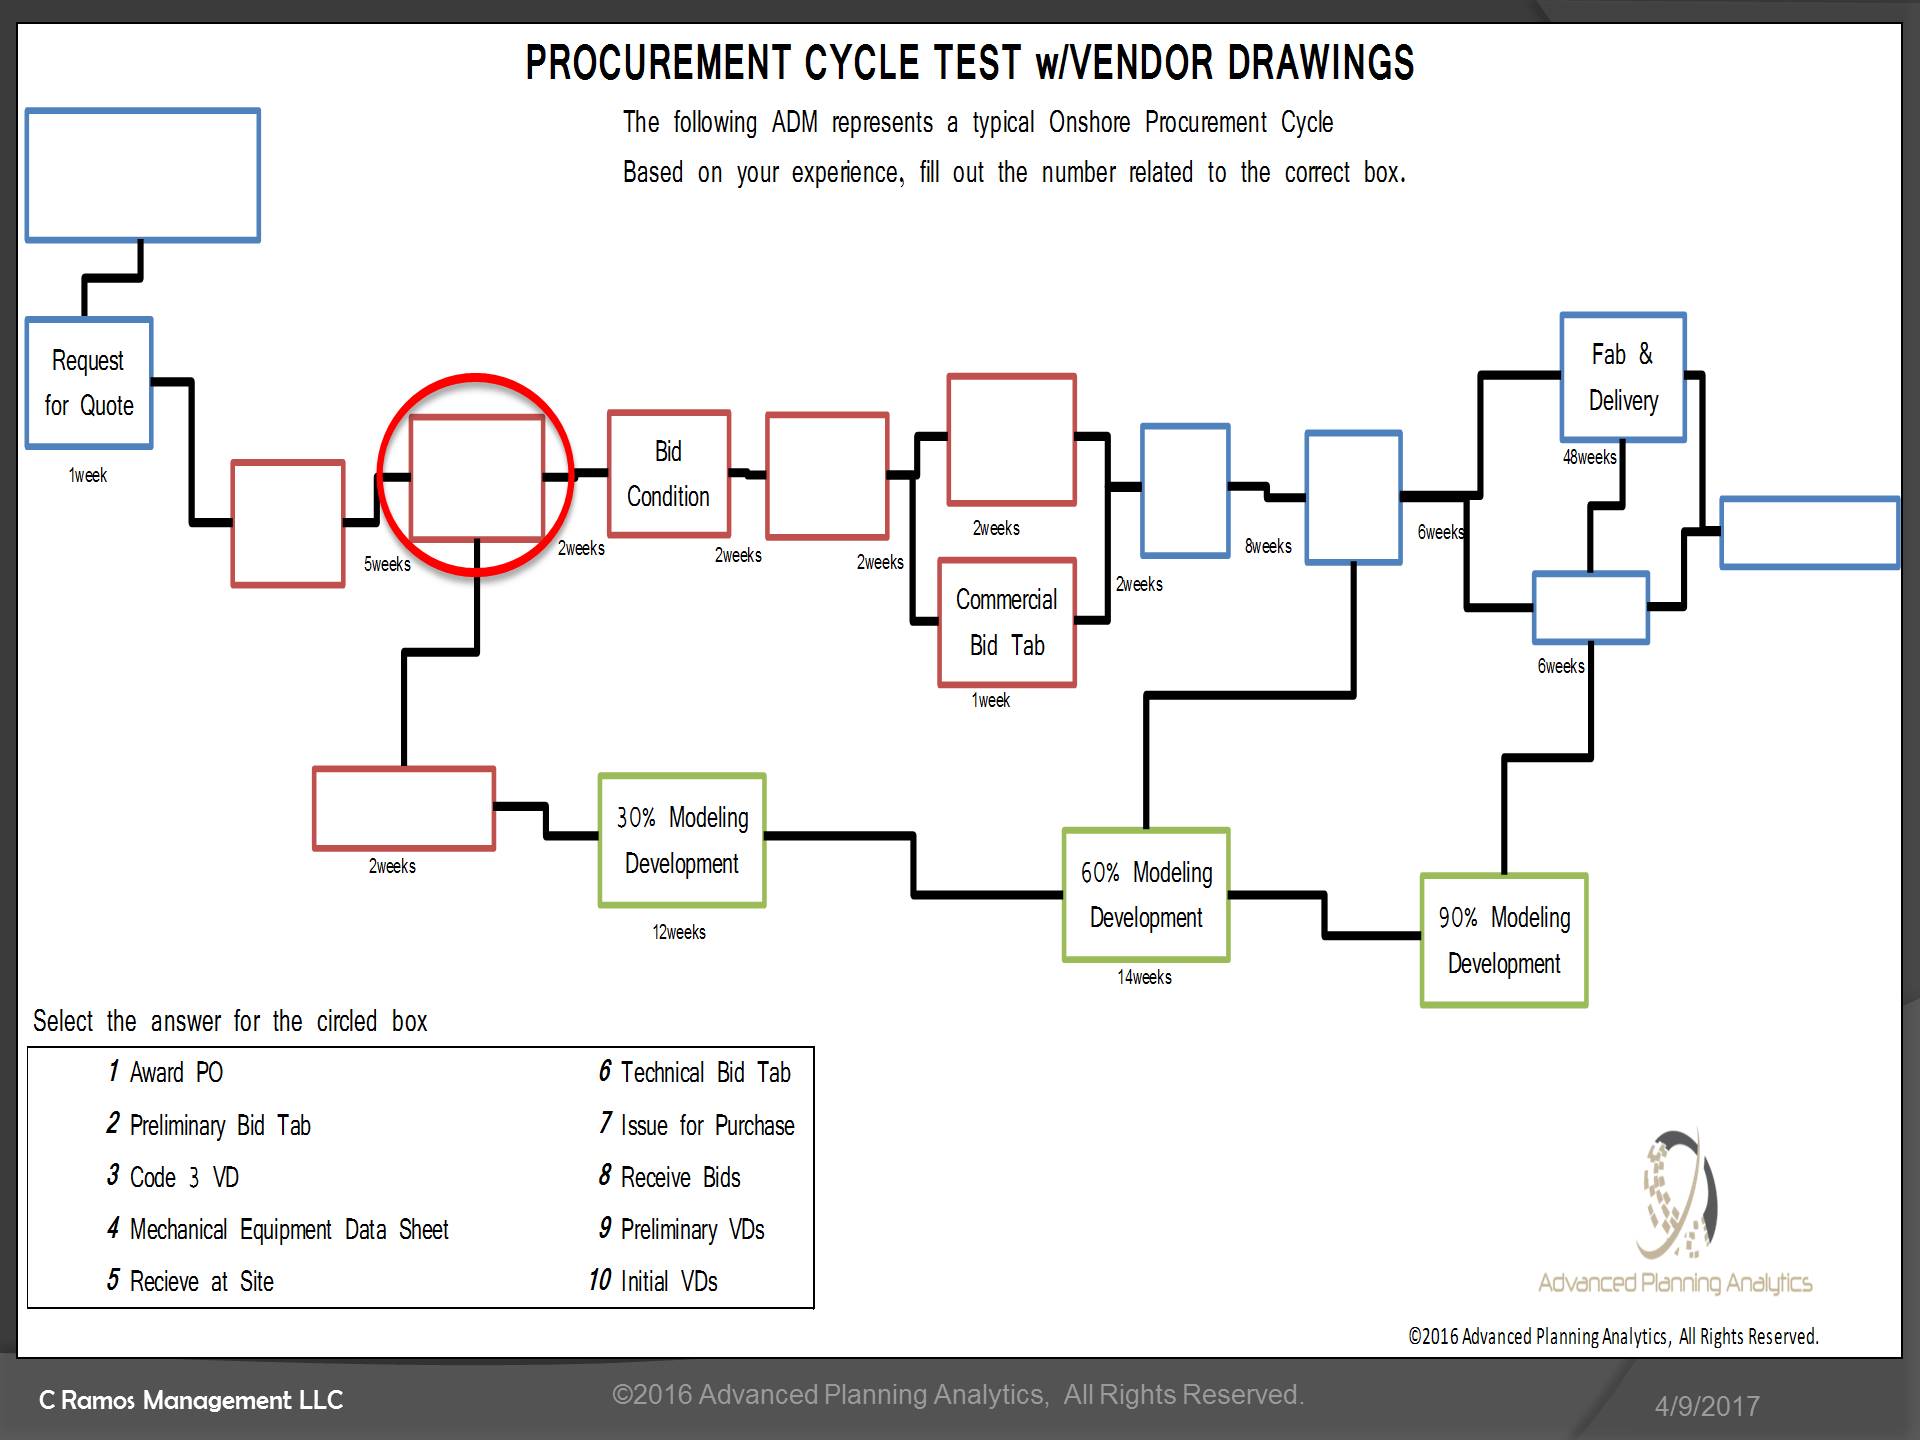 PROCUREMENT CYCLE TEST w/VENDOR DRAWINGS
The following ADM represents a typical Onshore Procurement Cycle
Based on your experience, fill out the number related to the correct box.
Request
for Quote
1week
5weeks
2weeks
Bid
Condition
2weeks
2weeks
2weeks
Commercial
Bid Tab
1week
2weeks
8weeks
6weeks
Fab &
Delivery
48weeks
6weeks
2weeks
30% Modeling
Development
12weeks
60% Modeling
Development
14weeks
90% Modeling
Development
Select the answer for the circled box
1 Award PO
2 Preliminary Bid Tab
3 Code 3 VD
4 Mechanical Equipment Data Sheet
5 Recieve at Site
6 Technical Bid Tab
7 Issue for Purchase
8 Receive Bids
9 Preliminary VDs
10 Initial VDs
Advanced Planning Analytics
©2016 Advanced Planning Analytics, All Rights Reserved.
C Ramos Management LLC
©2016 Advanced Planning Analytics, All Rights Reserved.
4/9/2017